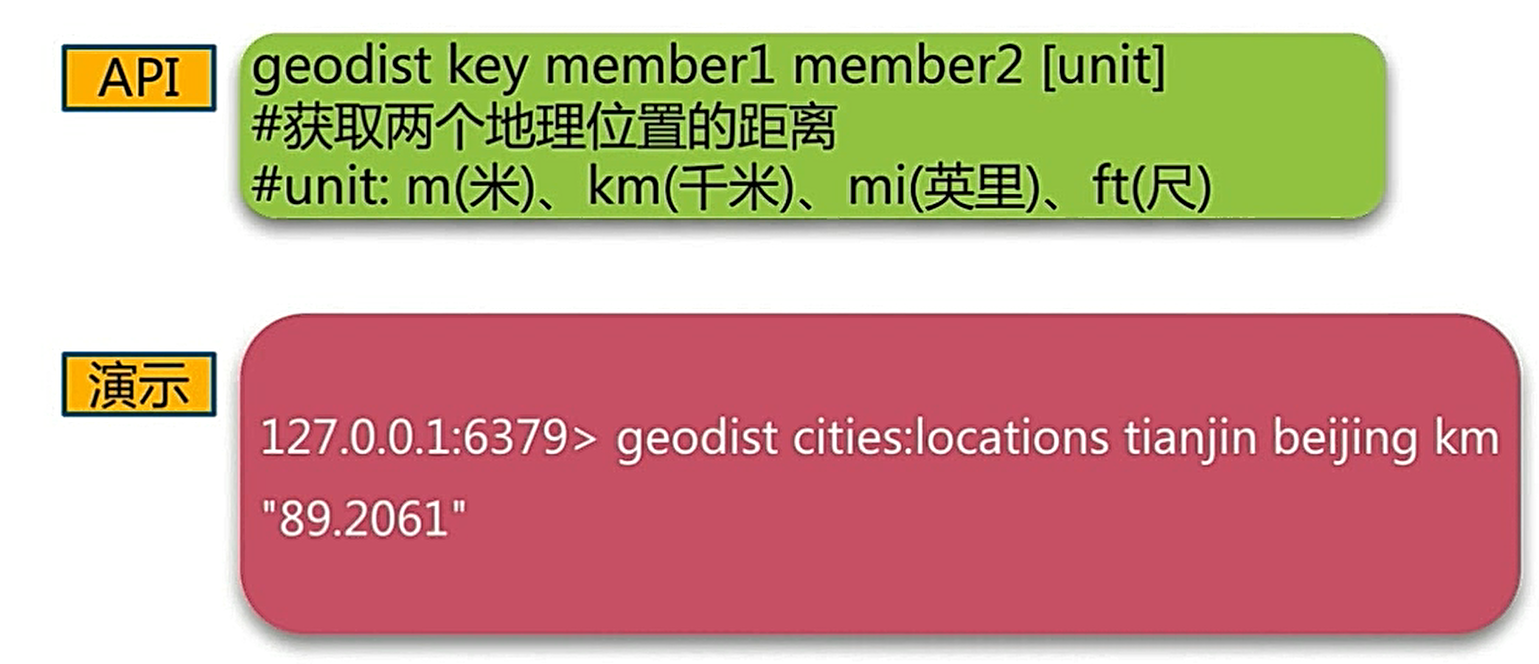 API
geodist key member1 member2 [unit]
#获取两个地理位置的距离
#unit: m(米)、km(千米)、mi(英里)、ft(尺)
演示
127.0.0.1:6379> geodist cities:locations tianjin beijing km
"89.2061"